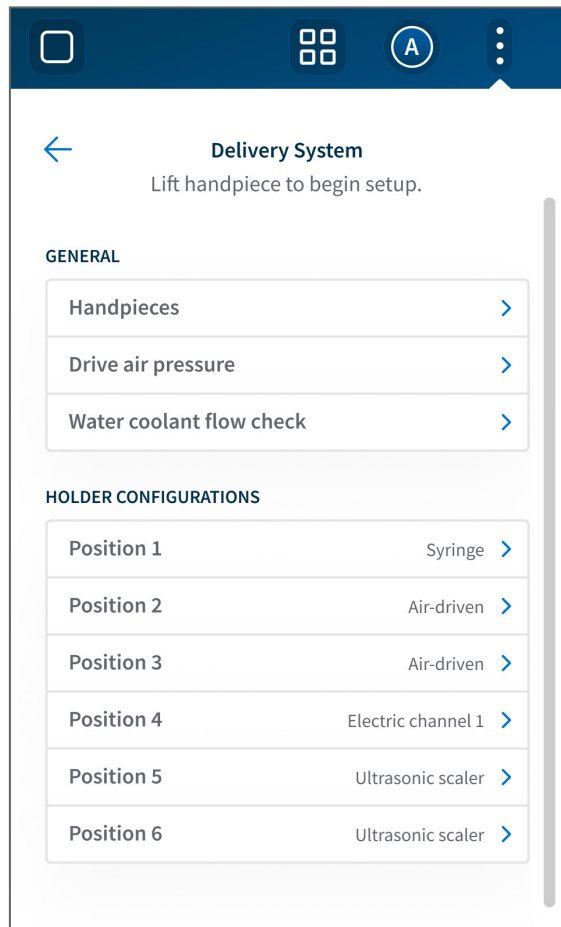 A
Delivery System
Lift handpiece to begin setup.
GENERAL
Handpieces
Drive air pressure
Water coolant flow check
HOLDER CONFIGURATIONS
Position 1 Syringe
Position 2 Air-driven
Position 3 Air-driven
Position 4 Electric channel 1
Position 5 Ultrasonic scaler
Position 6 Ultrasonic scaler